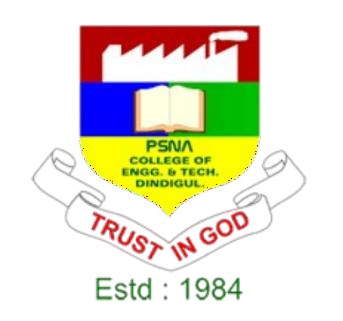 PSNA
COLLEGE OF
ENGG. & TECH.
DINDIGUL.
TRUST IN GOD
Estd : 1984